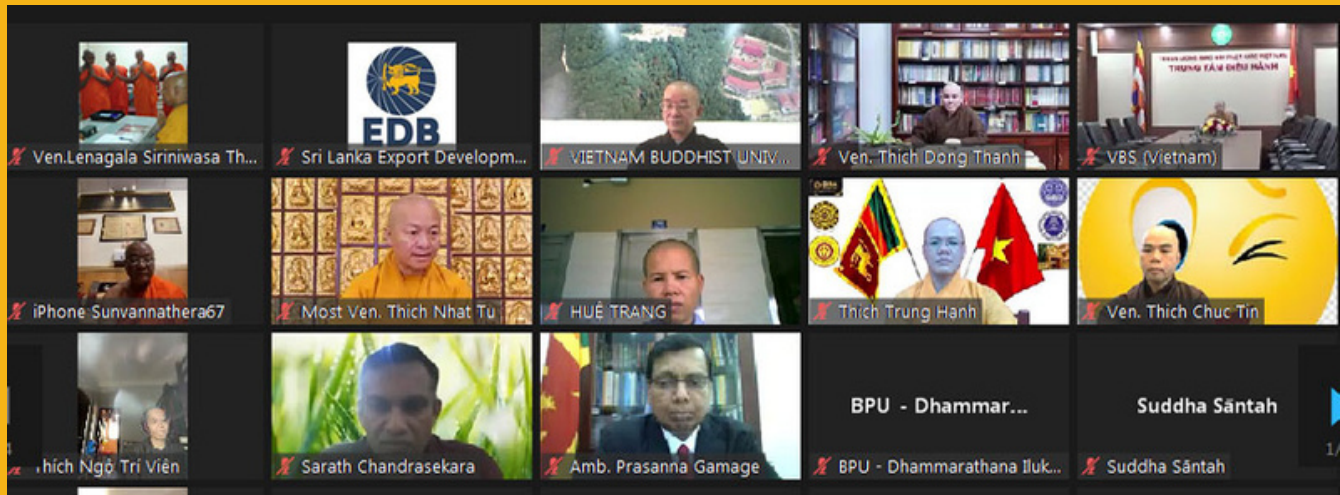 Ven.Lenagala Siriniwasa Th...
EDB
Sri Lanka Export Developm...
VIETNAM BUDDHIST UNIV...
Ven. Thich Dong Thanh
TRUNG TÂM ĐIỀU HÀNH
VBS (Vietnam)
iPhone Sunvannathera67
Most Ven. Thich Nhat Tu
HUỆ TRANG
Thich Trung Hanh
Ven. Thich Chuc Tin
Thích Ngộ Trí Viên
Sarath Chandrasekara
Amb. Prasanna Gamage
BPU - Dhammar...
BPU - Dhammarathana Iluk...
Suddha Sāntah
Suddha Sāntah
1/